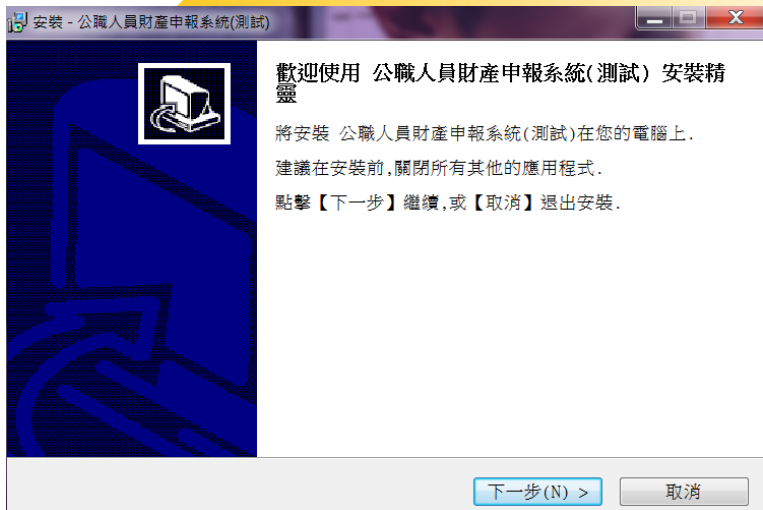 安裝 - 公職人員財產申報系統(測試)
歡迎使用 公職人員財產申報系統(測試) 安裝精
靈
將安裝 公職人員財產申報系統(測試)在您的電腦上.
建議在安裝前,關閉所有其他的應用程式.
點擊【下一步】繼續,或【取消】退出安裝.
下一步(N) >
取消